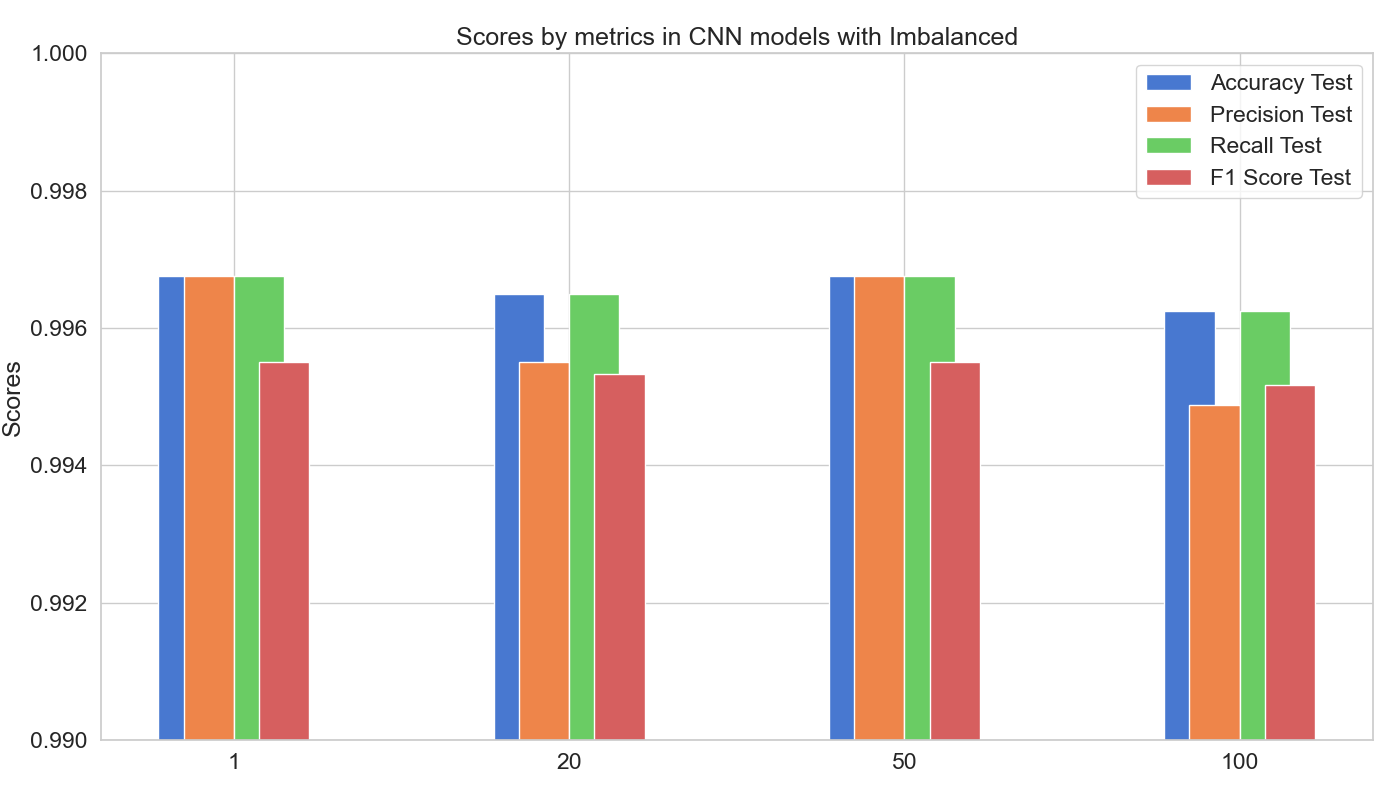 Scores by metrics in CNN models with Imbalanced
1.000
0.998
0.996
0.994
0.992
0.990
Scores
1
20
50
100
Accuracy Test
Precision Test
Recall Test
F1 Score Test